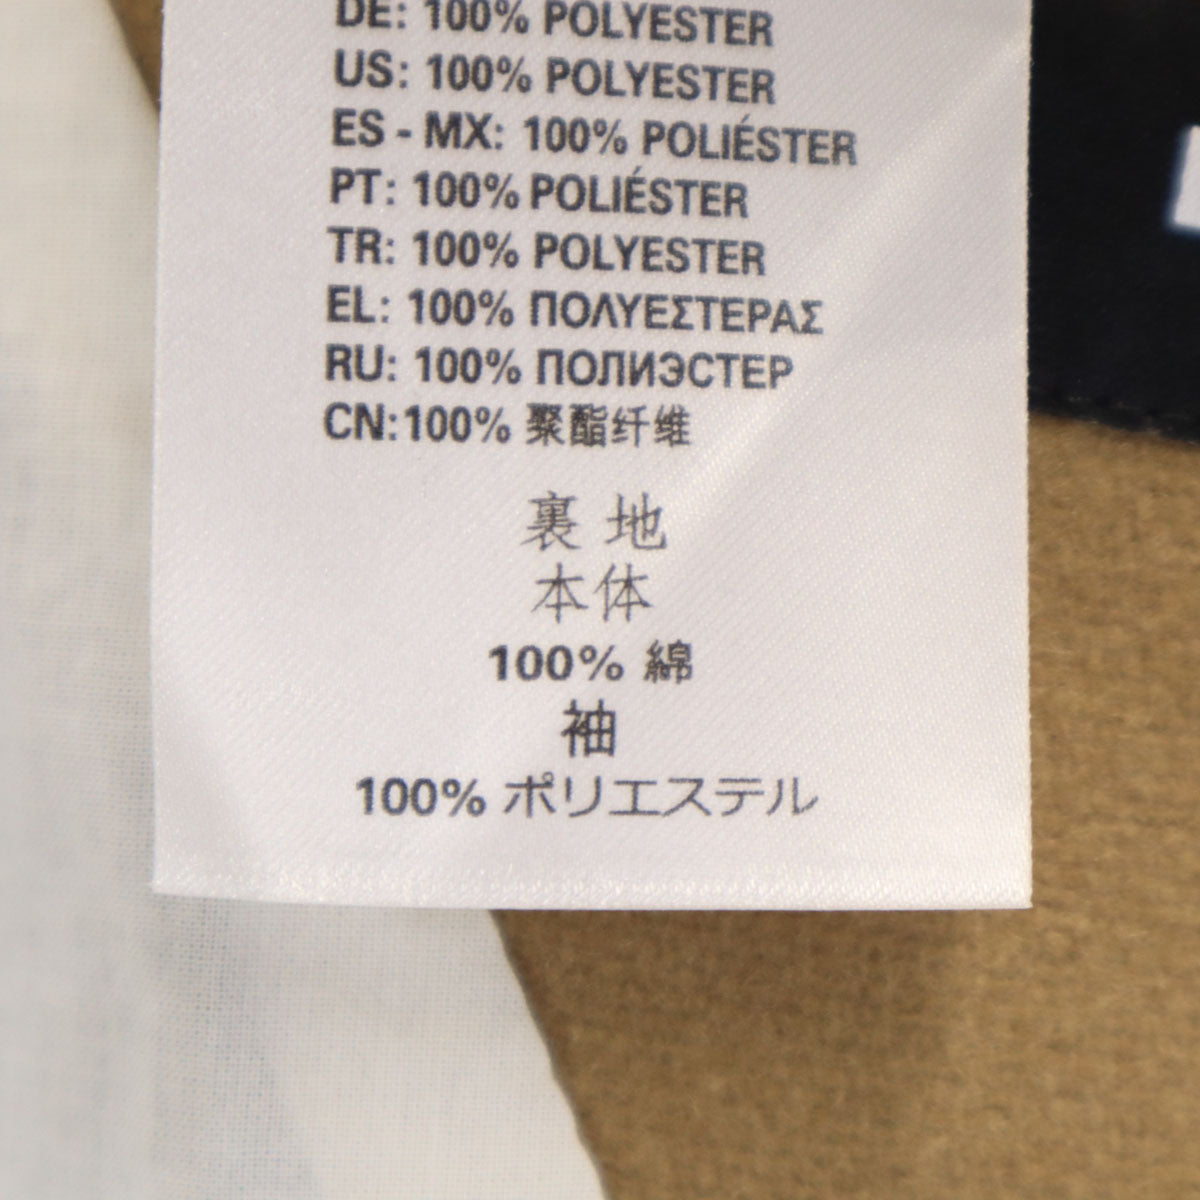 DE: 100% POLYESTER
US: 100% POLYESTER
ES - MX: 100% POLIÉSTER
PT: 100% POLIÉSTER
TR: 100% POLYESTER
EL: 100% ΠΟΛΥΕΣΤΕΡΑΣ
RU: 100% ПОЛИЭСТЕР
CN:100% 聚酯纤维
裏 地
本体
100% 綿
袖
100% ポリエステル